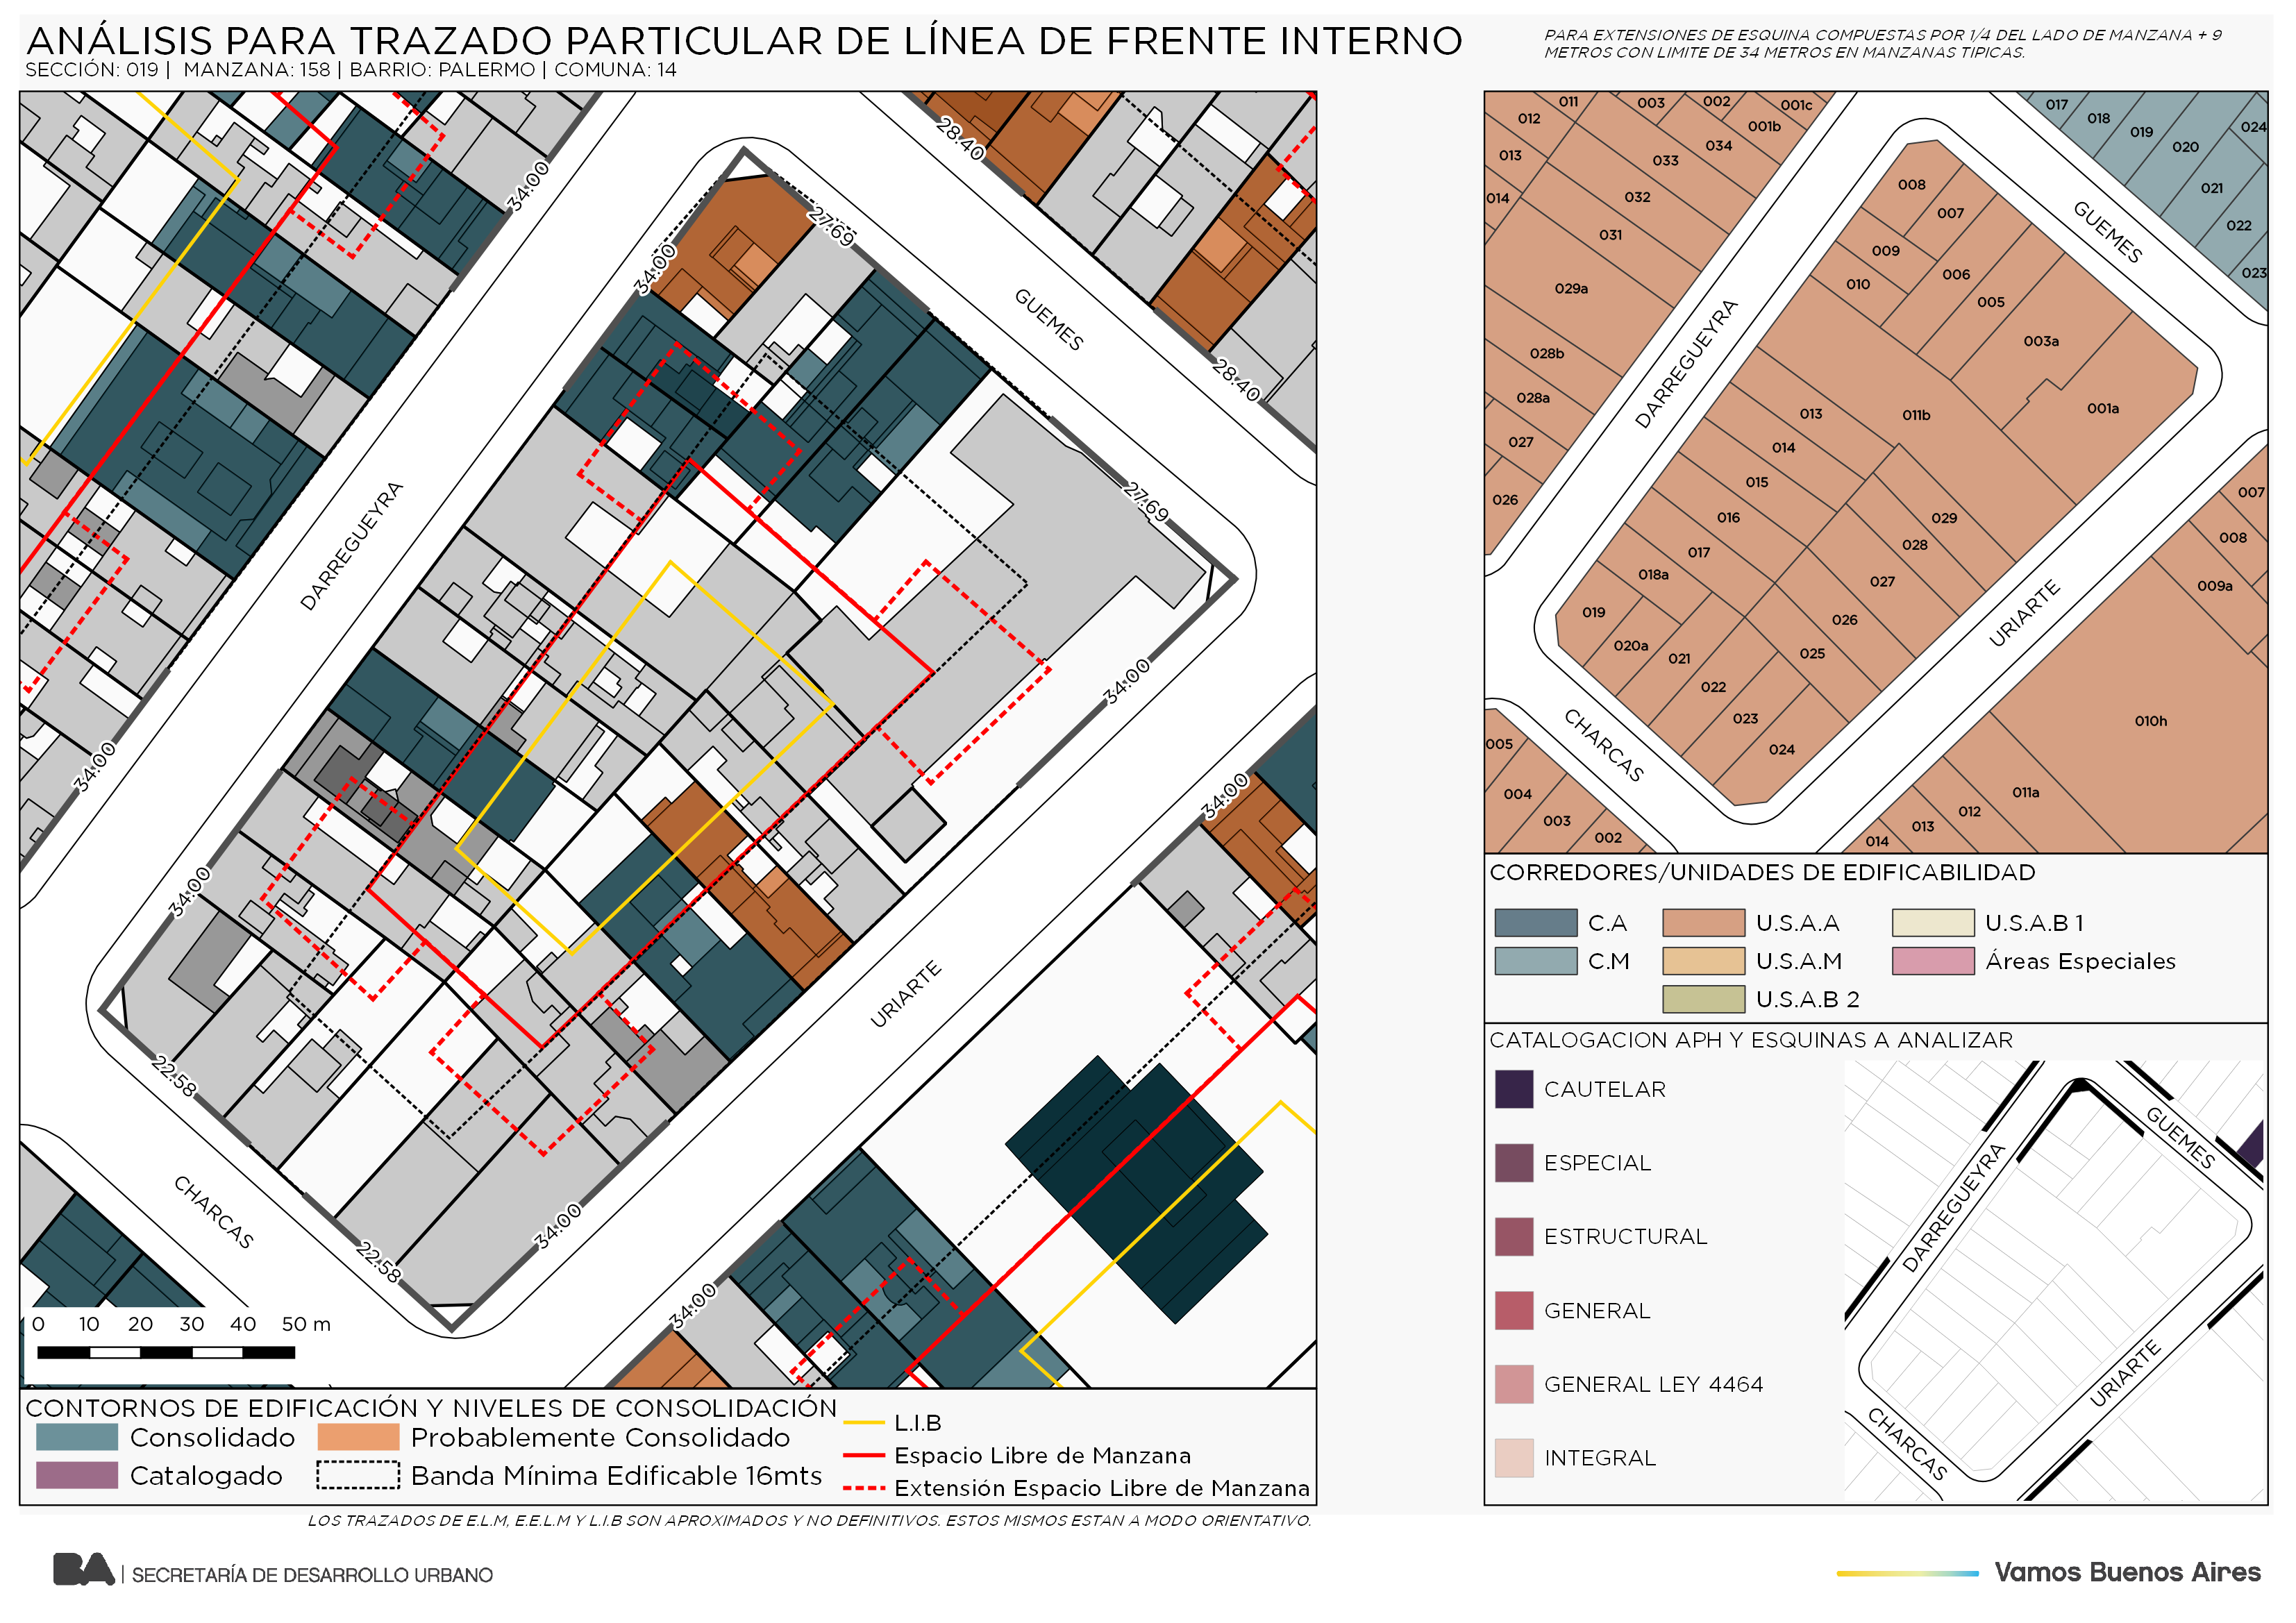 ANÁLISIS PARA TRAZADO PARTICULAR DE LÍNEA DE FRENTE INTERNO
SECCIÓN: 019 | MANZANA: 158 | BARRIO: PALERMO | COMUNA: 14
PARA EXTENSIONES DE ESQUINA COMPUESTAS POR 1/4 DEL LADO DE MANZANA + 9
METROS CON LIMITE DE 34 METROS EN MANZANAS TIPICAS.
28.40
34:00
27.69
34:00
GUEMES
28.40
DARREGUEYRA
27.69
34:00
34:00
34:00
34:00
URIARTE
22.58
CHARCAS
22.58
34:00
34:00
0 10 20 30 40 50 m
CONTORNOS DE EDIFICACIÓN Y NIVELES DE CONSOLIDACIÓN
Consolidado
Probablemente Consolidado
Catalogado
Banda Mínima Edificable 16mts
L.I.B
Espacio Libre de Manzana
Extensión Espacio Libre de Manzana
LOS TRAZADOS DE E.L.M, E.E.L.M Y L.I.B SON APROXIMADOS Y NO DEFINITIVOS. ESTOS MISMOS ESTAN A MODO ORIENTATIVO.
011 003 002 001c 017
012 001b 018 024
013 034 019
033 020
014 032 008 021
031 007 GUEMES 022
009 006 023
029a 010 005
DARREGUEYRA 003a
028b
028a 013 011b 001a
027 014
026 015 007
016 029
017 028 008
018a 027 009a
019 026 URIARTE
020a 025
021
022
023 010h
CHARCAS 024
005
004 011a
003 012
002 013
014
CORREDORES/UNIDADES DE EDIFICABILIDAD
C.A U.S.A.A U.S.A.B 1
C.M U.S.A.M Áreas Especiales
U.S.A.B 2
CATALOGACION APH Y ESQUINAS A ANALIZAR
CAUTELAR
ESPECIAL
ESTRUCTURAL
GENERAL
GENERAL LEY 4464
INTEGRAL
GUEMES
DARREGUEYRA
URIARTE
CHARCAS
BA | SECRETARÍA DE DESARROLLO URBANO
Vamos Buenos Aires